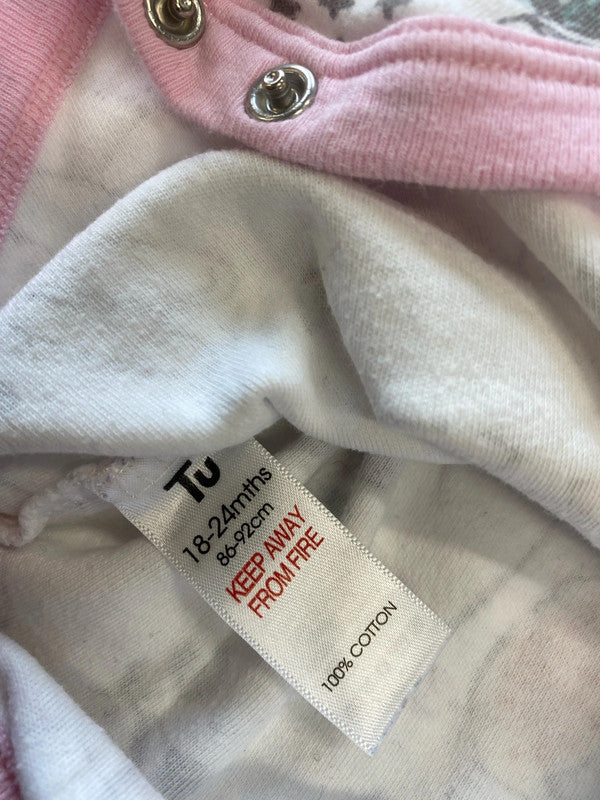 Tu
18-24mths
86-92cm
KEEP AWAY
FROM FIRE
100% COTTON